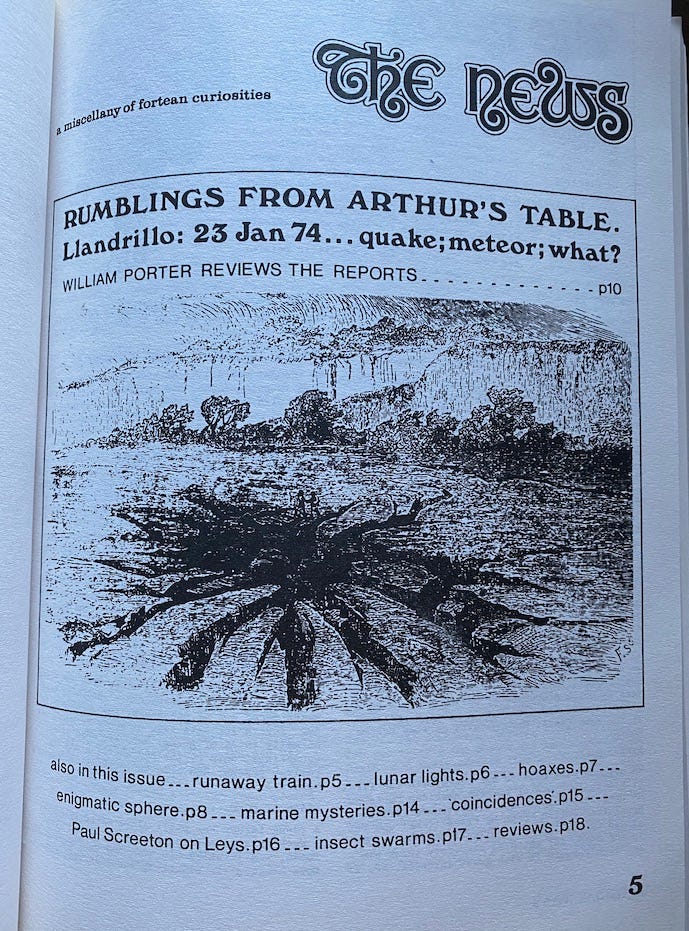 the news
a miscellany of fortean curiosities
RUMBLINGS FROM ARTHUR'S TABLE.
Llandrillo: 23 Jan 74... quake; meteor; what?
WILLIAM PORTER REVIEWS THE REPORTS - - - - - - - - - - - - - p10
F.S.
also in this issue --- runaway train.p5 --- lunar lights.p6 --- hoaxes.p7 ---
enigmatic sphere.p8 --- marine mysteries.p14 --- 'coincidences'.p15 ---
Paul Screeton on Leys.p16 --- insect swarms.p17 --- reviews.p18.
5